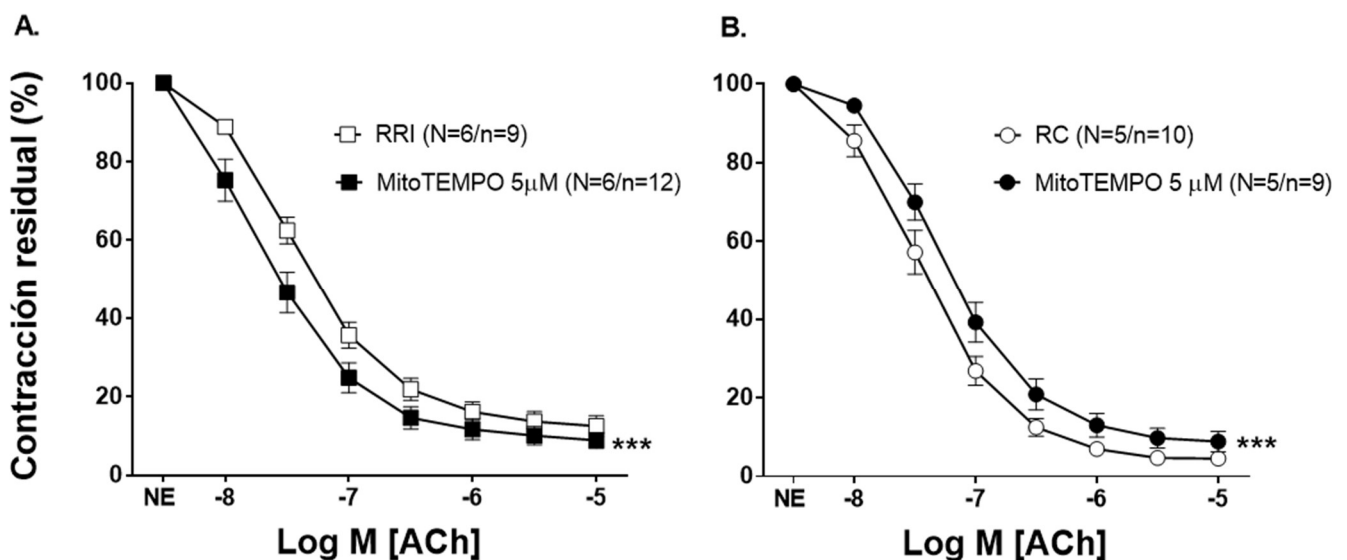 A.
Contracción residual (%)
100
80
60
40
20
0
RRI (N=6/n=9)
MitoTEMPO 5μM (N=6/n=12)
***
NE -8 -7 -6 -5
Log M [ACh]
B.
100
80
60
40
20
0
RC (N=5/n=10)
MitoTEMPO 5 μM (N=5/n=9)
***
NE -8 -7 -6 -5
Log M [ACh]